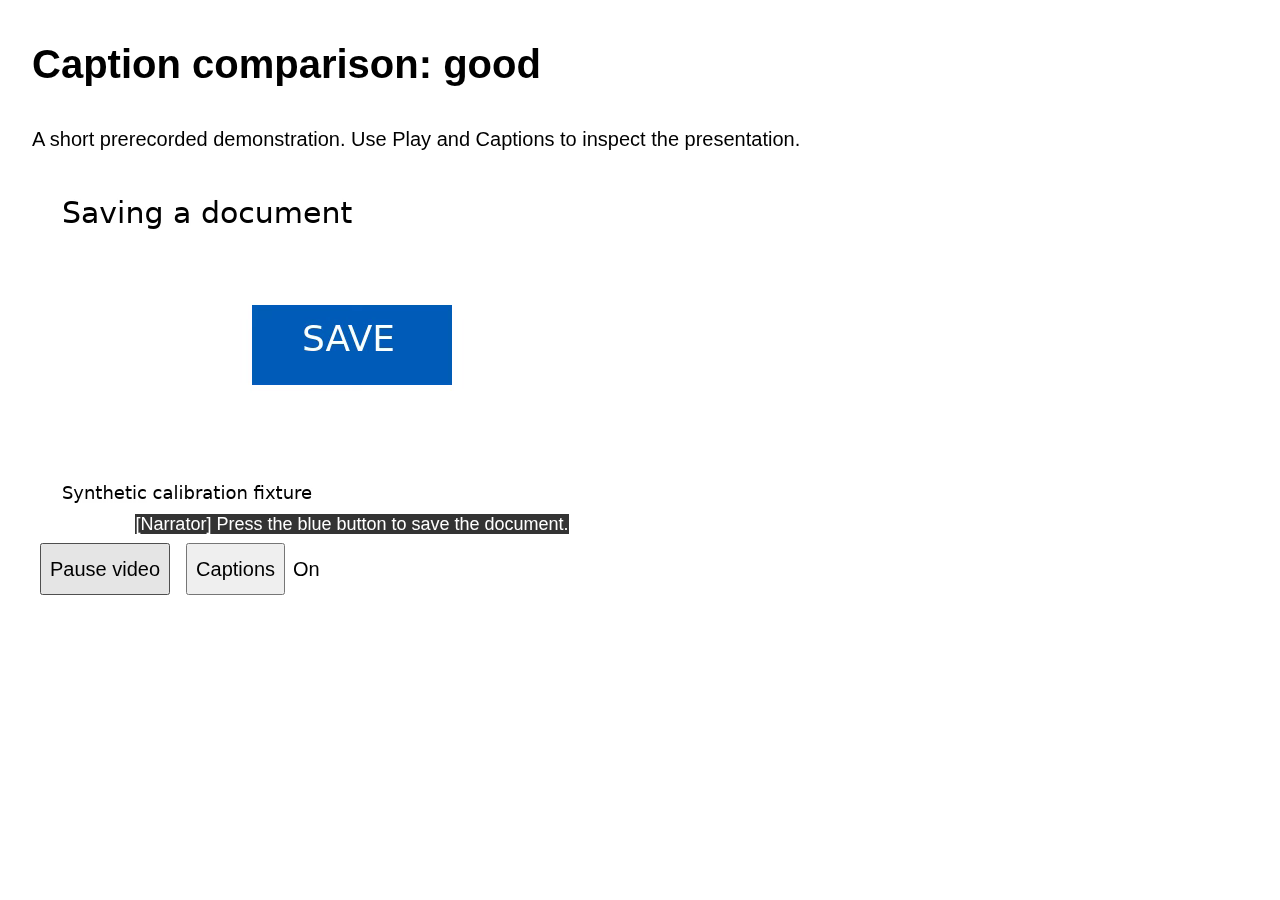 Caption comparison: good
A short prerecorded demonstration. Use Play and Captions to inspect the presentation.
Saving a document
SAVE
Synthetic calibration fixture
[Narrator] Press the blue button to save the document.
Pause video Captions On